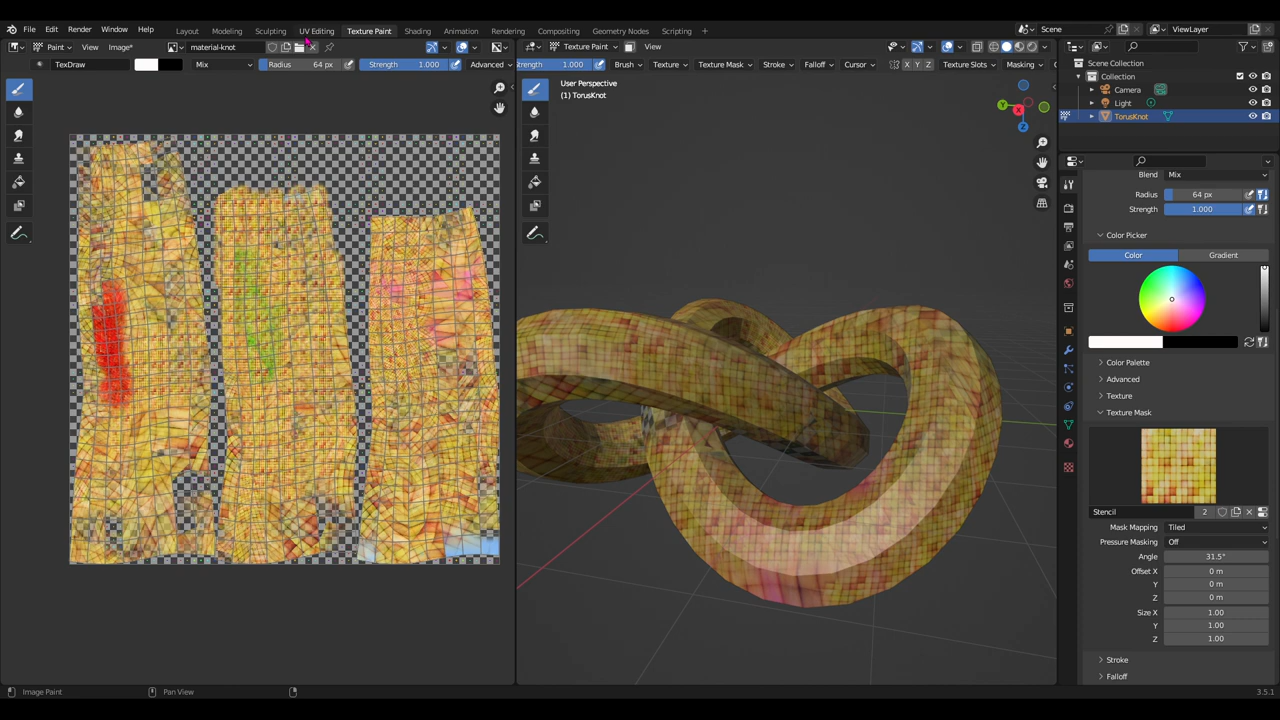 File Edit Render Window Help Layout Modeling Sculpting UV Editing Texture Paint Shading Animation Rendering Geometry Nodes Compositing Scripting + Scene ViewLayer
Paint View Image* material-knot Texture Paint View
TexDraw Mix Radius 64 px Strength 1.000 Advanced Strength 1.000 Brush Texture Texture Mask Stroke Falloff Cursor X Y Z Texture Slots Masking
User Perspective
(1) TorusKnot
Y
X
Z
Scene Collection
Collection
Camera
Light
TorusKnot
Blend Mix
Radius 64 px
Strength 1.000
Color Picker
Color Gradient
Color Palette
Advanced
Texture
Texture Mask
Stencil 2
Mask Mapping Tiled
Pressure Masking Off
Angle 31.5°
Offset X 0 m
Y 0 m
Z 0 m
Size X 1.00
Y 1.00
Z 1.00
Stroke
Falloff
Image Paint Pan View 3.5.1